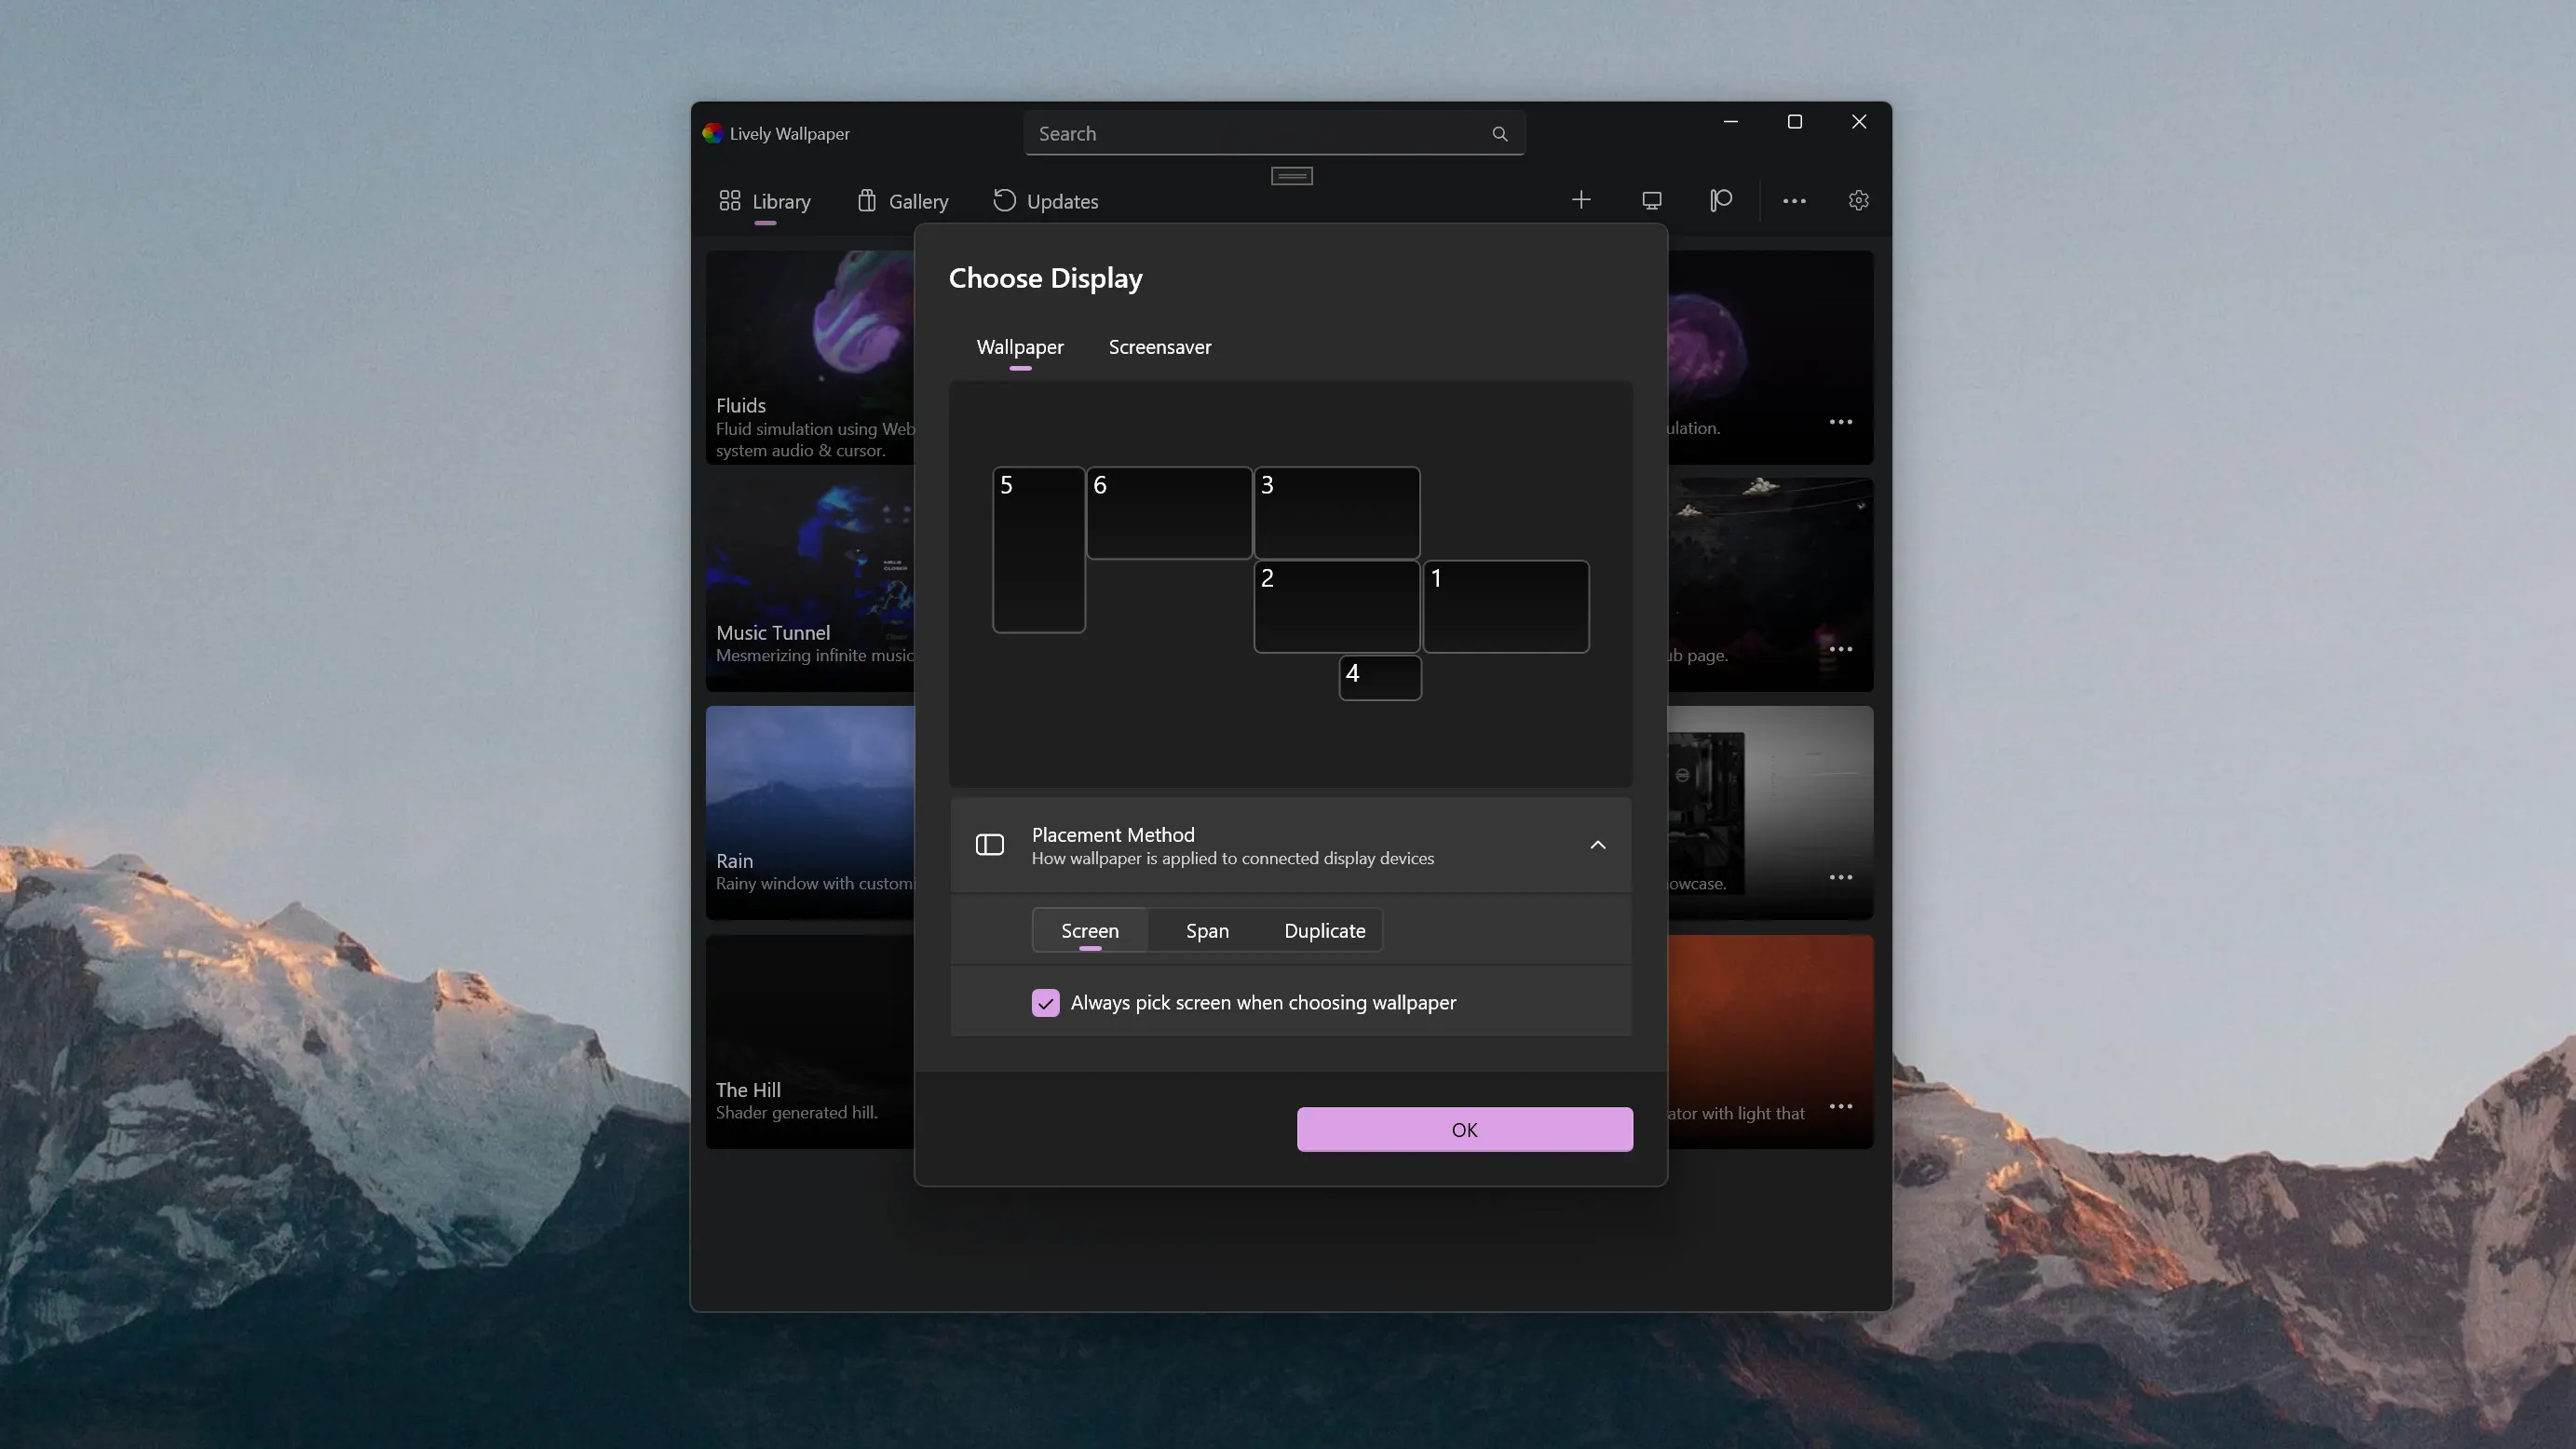 Lively Wallpaper
Search
Library
Gallery
Updates
Choose Display
Wallpaper
Screensaver
5
6
3
2
1
4
Placement Method
How wallpaper is applied to connected display devices
Screen
Span
Duplicate
Always pick screen when choosing wallpaper
OK
Fluids
Fluid simulation using Web
system audio & cursor.
ulation.
Music Tunnel
Mesmerizing infinite music
ub page.
Rain
Rainy window with customi
owcase.
The Hill
Shader generated hill.
ator with light that